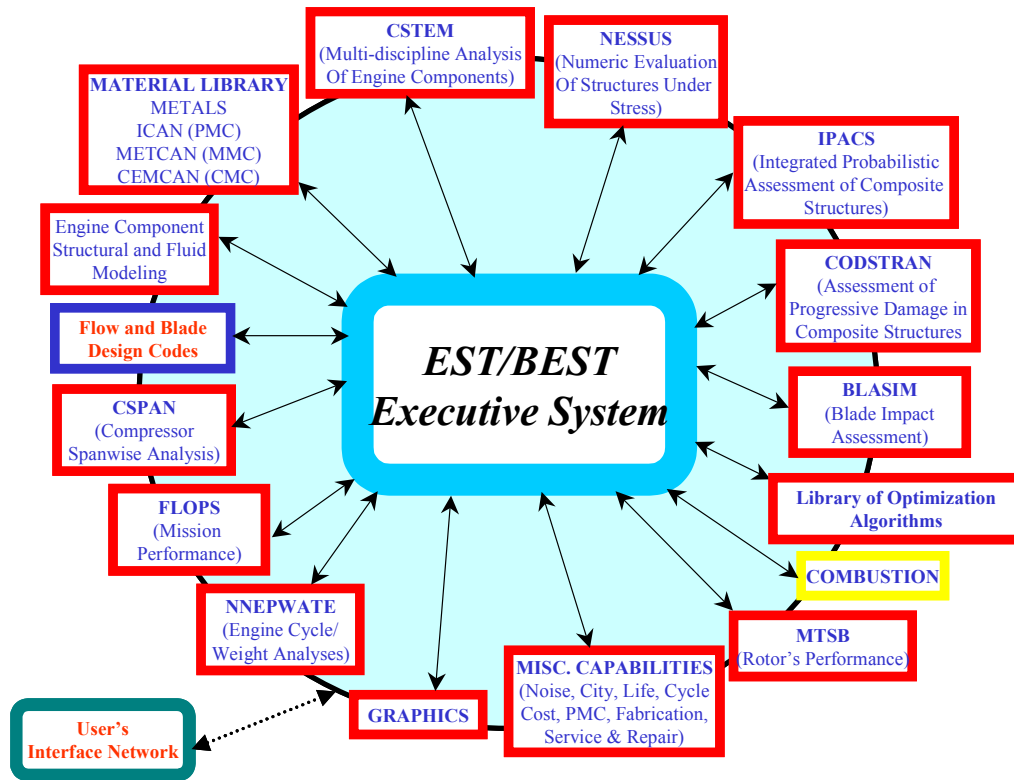 CSTEM
(Multi-discipline Analysis
Of Engine Components)
NESSUS
(Numeric Evaluation
Of Structures Under
Stress)
MATERIAL LIBRARY
METALS
ICAN (PMC)
METCAN (MMC)
CEMCAN (CMC)
IPACS
(Integrated Probabilistic
Assessment of Composite
Structures)
Engine Component
Structural and Fluid
Modeling
CODSTRAN
(Assessment of
Progressive Damage in
Composite Structures
Flow and Blade
Design Codes
EST/BEST
Executive System
BLASIM
(Blade Impact
Assessment)
CSPAN
(Compressor
Spanwise Analysis)
Library of Optimization
Algorithms
FLOPS
(Mission
Performance)
COMBUSTION
NNEPWATE
(Engine Cycle/
Weight Analyses)
MTSB
(Rotor's Performance)
MISC. CAPABILITIES
(Noise, City, Life, Cycle
Cost, PMC, Fabrication,
Service & Repair)
GRAPHICS
User's
Interface Network